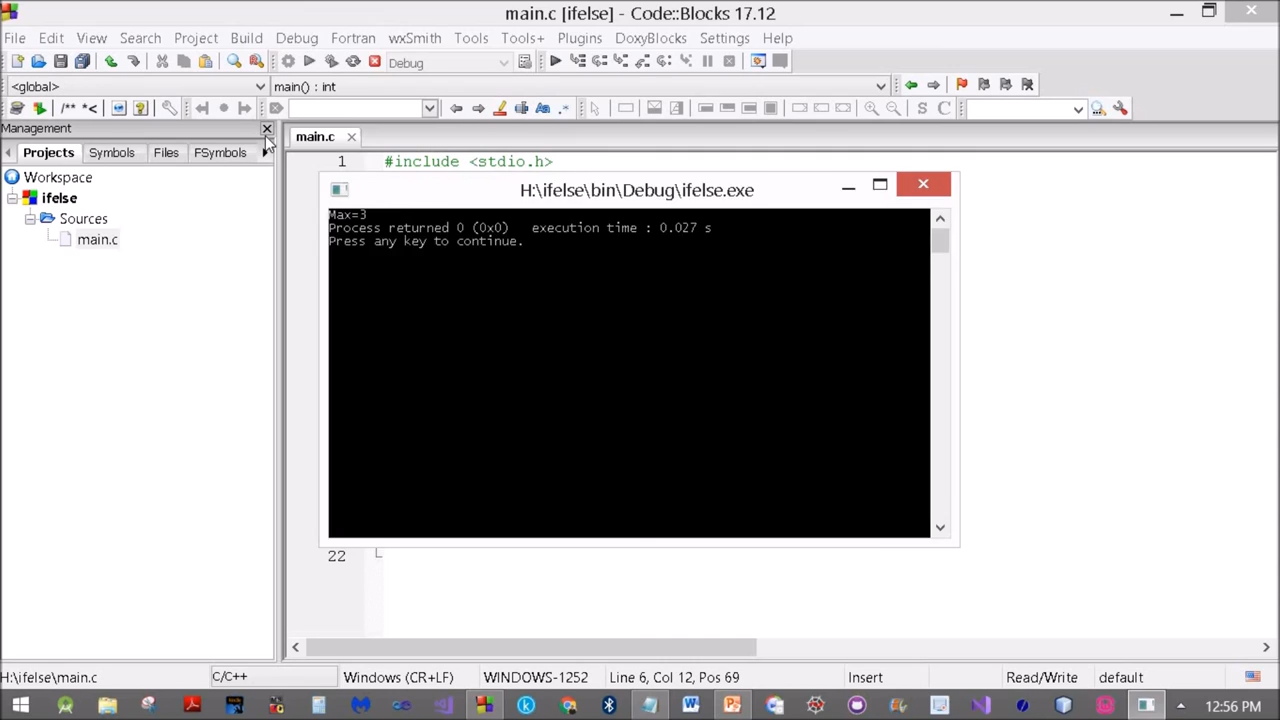 main.c [ifelse] - Code::Blocks 17.12
File Edit View Search Project Build Debug Fortran wxSmith Tools Tools+ Plugins DoxyBlocks Settings Help
Debug
<global> main() : int
/** *< Aa .* S C
Management
main.c
Projects Symbols Files FSymbols
1 #include <stdio.h>
Workspace
ifelse
Sources
main.c
H:\ifelse\bin\Debug\ifelse.exe
Max=3
Process returned 0 (0x0) execution time : 0.027 s
Press any key to continue.
22
H:\ifelse\main.c C/C++ Windows (CR+LF) WINDOWS-1252 Line 6, Col 12, Pos 69 Insert Read/Write default
12:56 PM